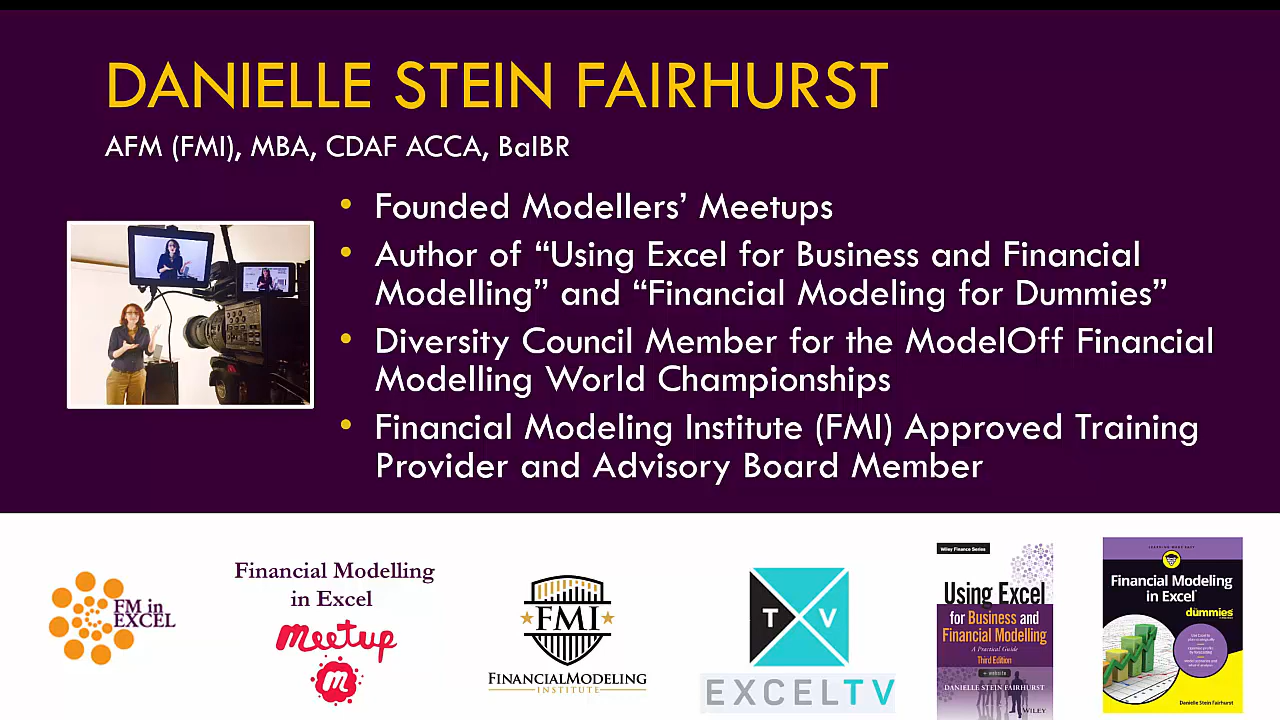 DANIELLE STEIN FAIRHURST
AFM (FMI), MBA, CDAF ACCA, BaIBR
• Founded Modellers’ Meetups
• Author of “Using Excel for Business and Financial
Modelling” and “Financial Modeling for Dummies”
• Diversity Council Member for the ModelOff Financial
Modelling World Championships
• Financial Modeling Institute (FMI) Approved Training
Provider and Advisory Board Member
FM in
EXCEL
Financial Modelling
in Excel
meetup
m
FMI
FINANCIALMODELING
INSTITUTE
T V
EXCELTV
Wiley Finance Series
Using Excel
for Business and
Financial Modelling
A Practical Guide
Third Edition
+ website
DANIELLE STEIN FAIRHURST
WILEY
LEARNING MADE EASY
Financial Modeling
in Excel
dummies
Danielle Stein Fairhurst